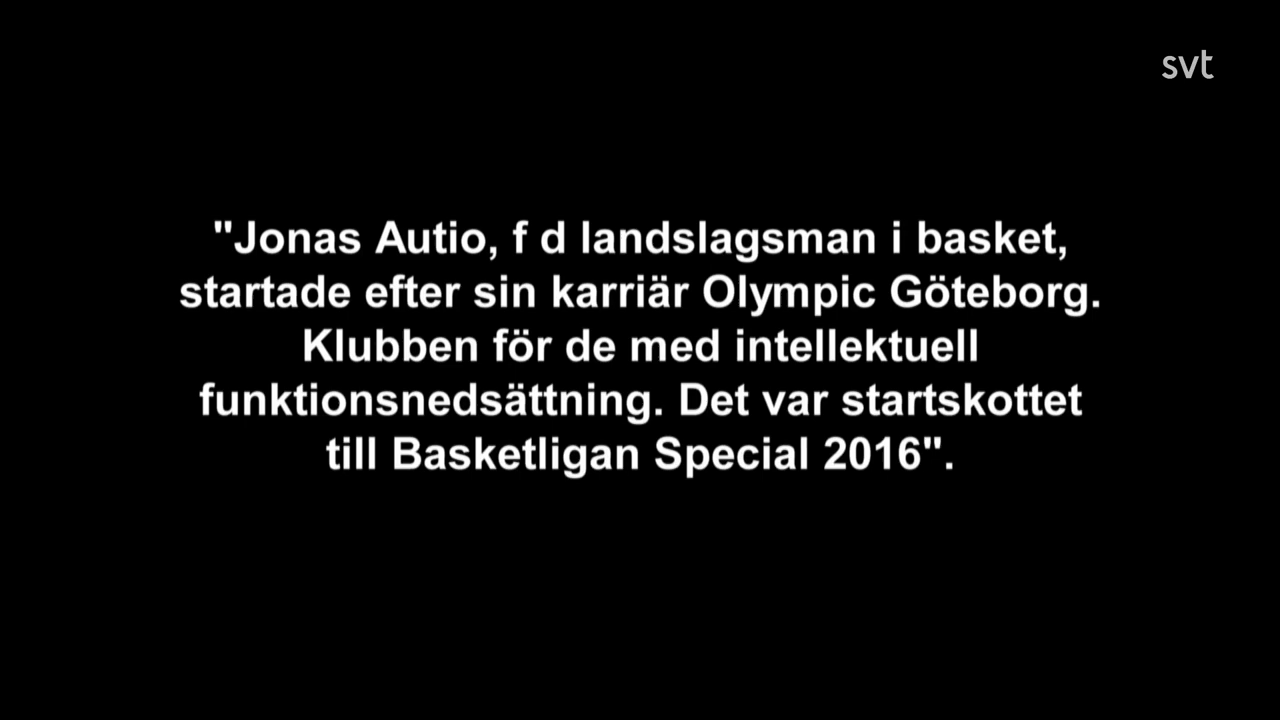 svt
"Jonas Autio, f d landslagsman i basket,
startade efter sin karriär Olympic Göteborg.
Klubben för de med intellektuell
funktionsnedsättning. Det var startskottet
till Basketligan Special 2016".